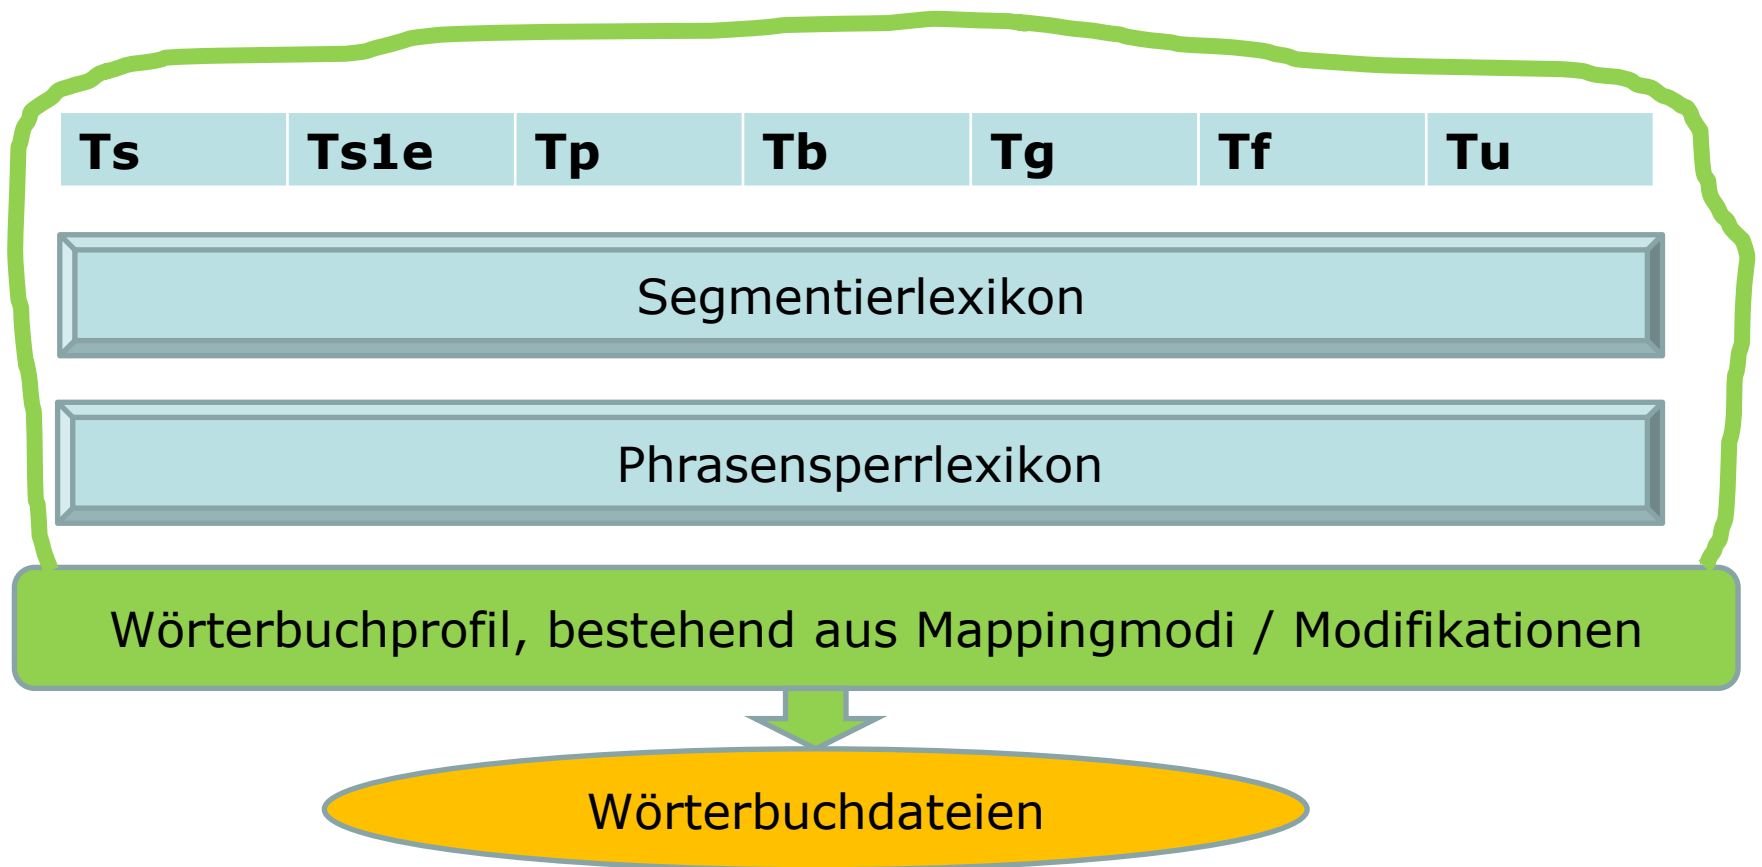 Ts Ts1e Tp Tb Tg Tf Tu
Segmentierlexikon
Phrasensperrlexikon
Wörterbuchprofil, bestehend aus Mappingmodi / Modifikationen
Wörterbuchdateien